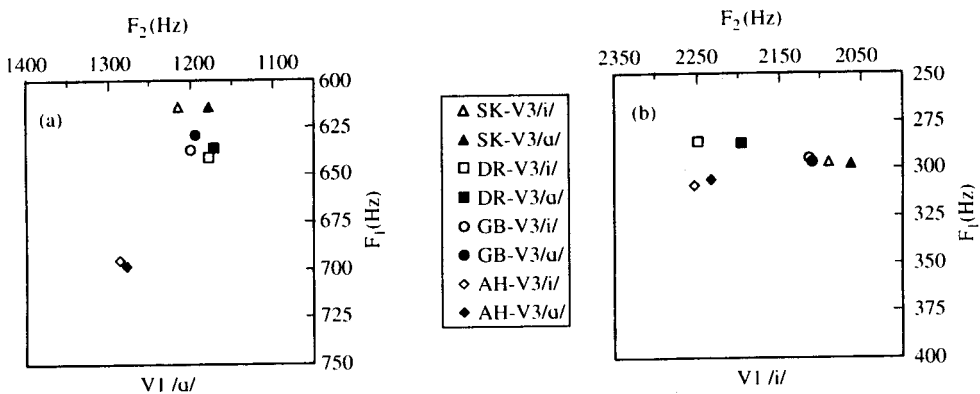 F₂(Hz)
1400 1300 1200 1100
600
625
650
675
700
725
750
F₁(Hz)
(a)
V1 /ɑ/
SK-V3/i/
SK-V3/ɑ/
DR-V3/i/
DR-V3/ɑ/
GB-V3/i/
GB-V3/ɑ/
AH-V3/i/
AH-V3/ɑ/
F₂(Hz)
2350 2250 2150 2050
250
275
300
325
350
375
400
F₁(Hz)
(b)
V1 /i/